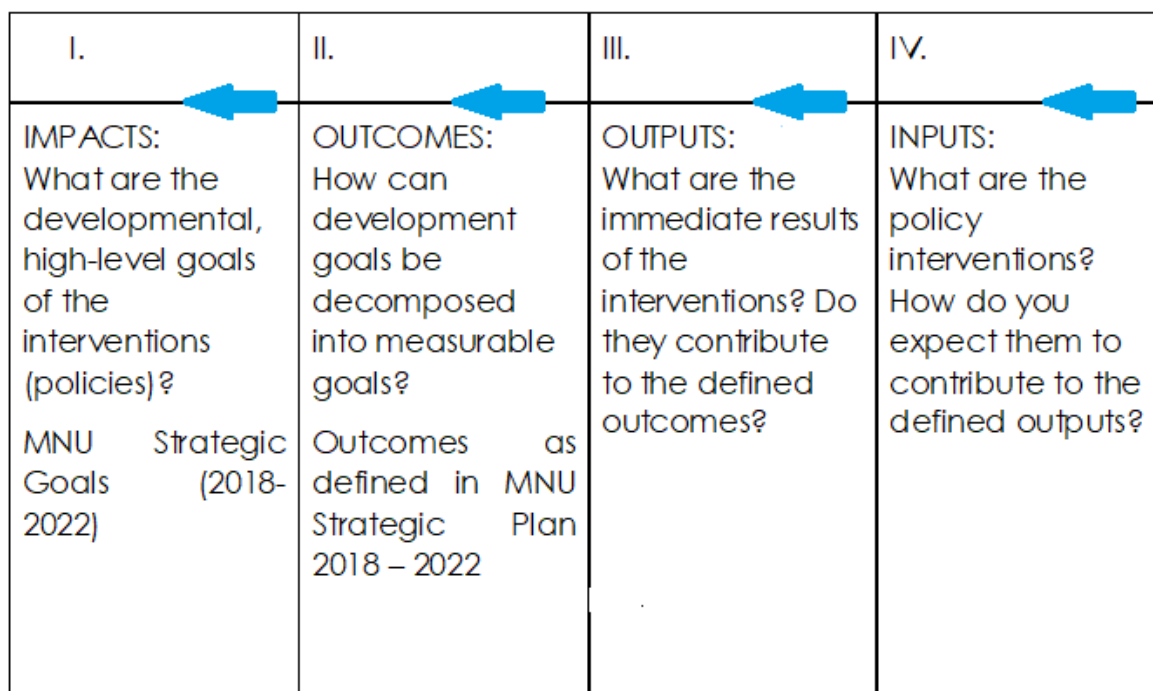 I.
II.
III.
IV.
IMPACTS:
What are the
developmental,
high-level goals
of the
interventions
(policies)?
MNU Strategic
Goals (2018-
2022)
OUTCOMES:
How can
development
goals be
decomposed
into measurable
goals?
Outcomes as
defined in MNU
Strategic Plan
2018 – 2022
OUTPUTS:
What are the
immediate results
of the
interventions? Do
they contribute
to the defined
outcomes?
INPUTS:
What are the
policy
interventions?
How do you
expect them to
contribute to the
defined outputs?